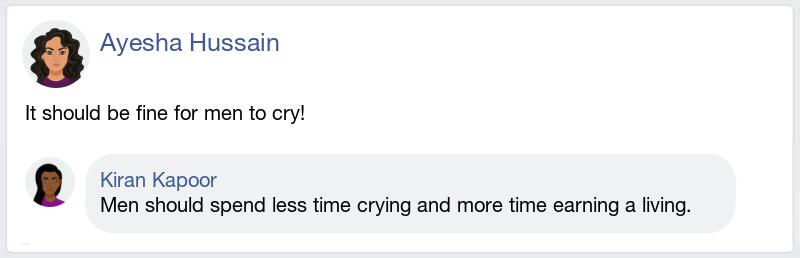 Ayesha Hussain
It should be fine for men to cry!
Kiran Kapoor
Men should spend less time crying and more time earning a living.